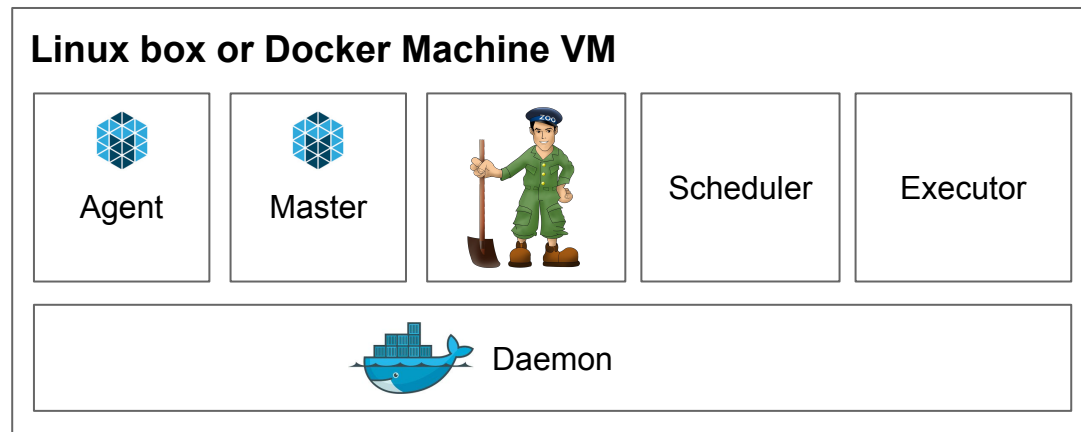 Linux box or Docker Machine VM
Agent
Master
ZOO
Scheduler
Executor
Daemon